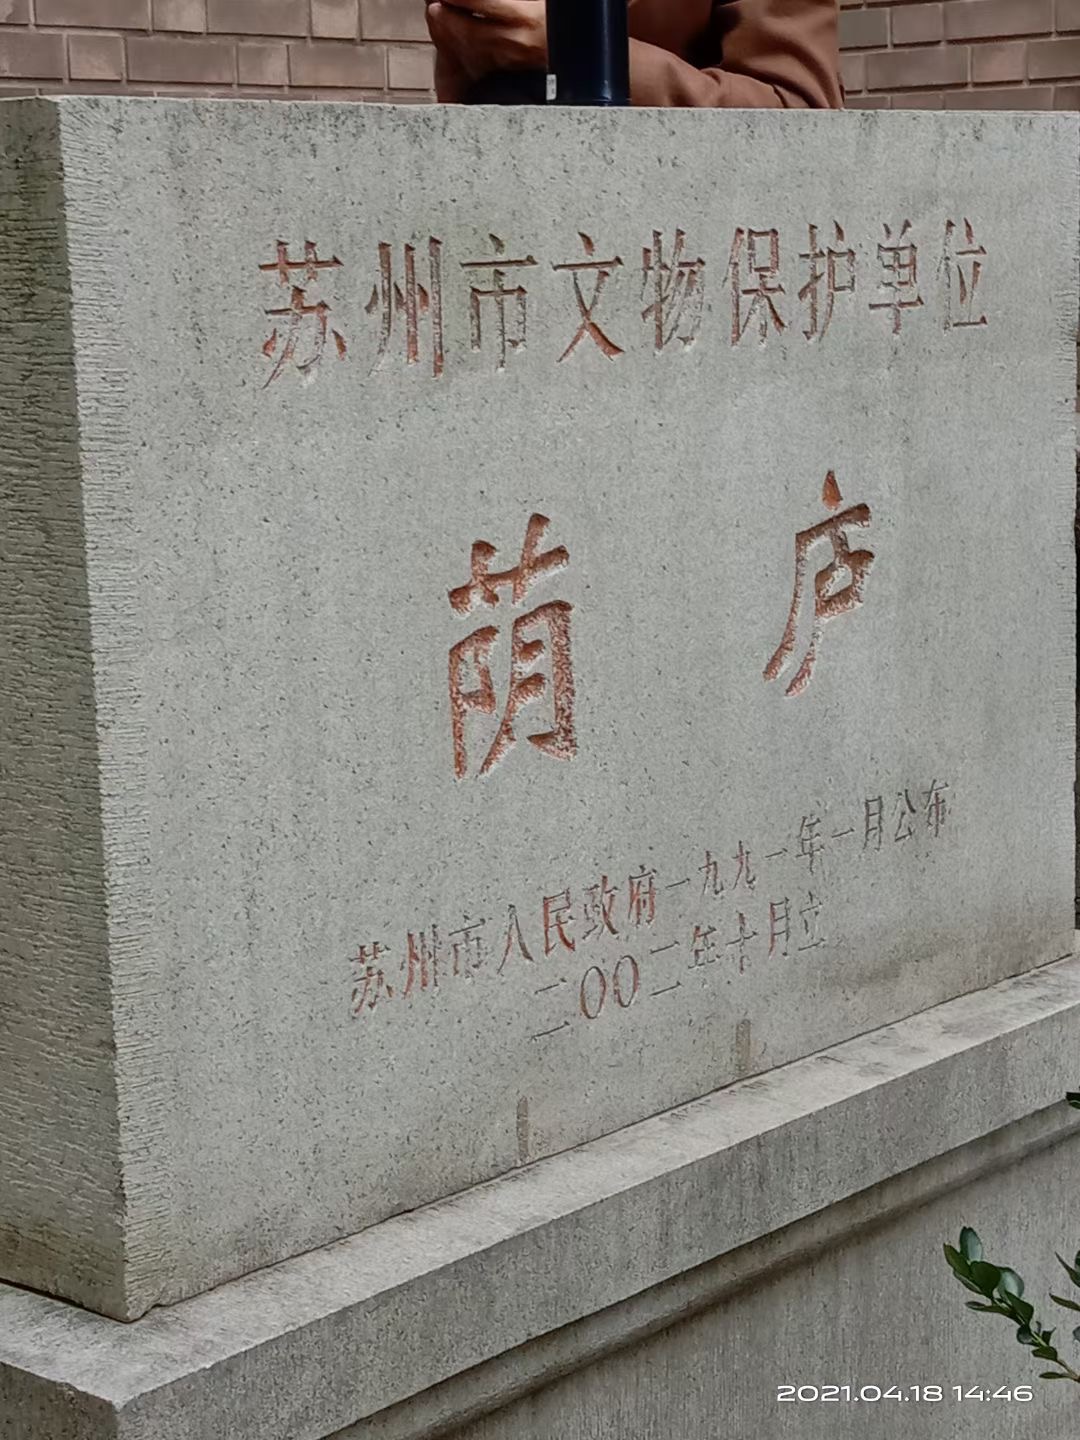 苏州市文物保护单位
荫庐
苏州市人民政府一九九一年一月公布
二〇〇二年十月立
2021.04.18 14:46